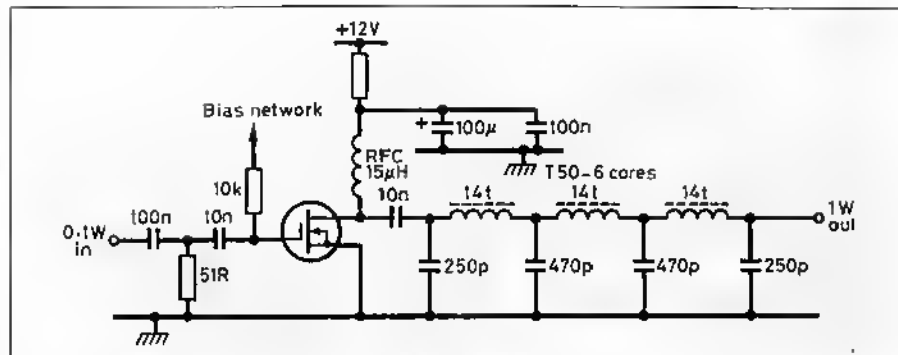 +12V
Bias network
+
100µ
100n
RFC
15µH
T50-6 cores
10k
10n
14t
14t
14t
100n
10n
0.1W
in
1W
out
51R
250p
470p
470p
250p